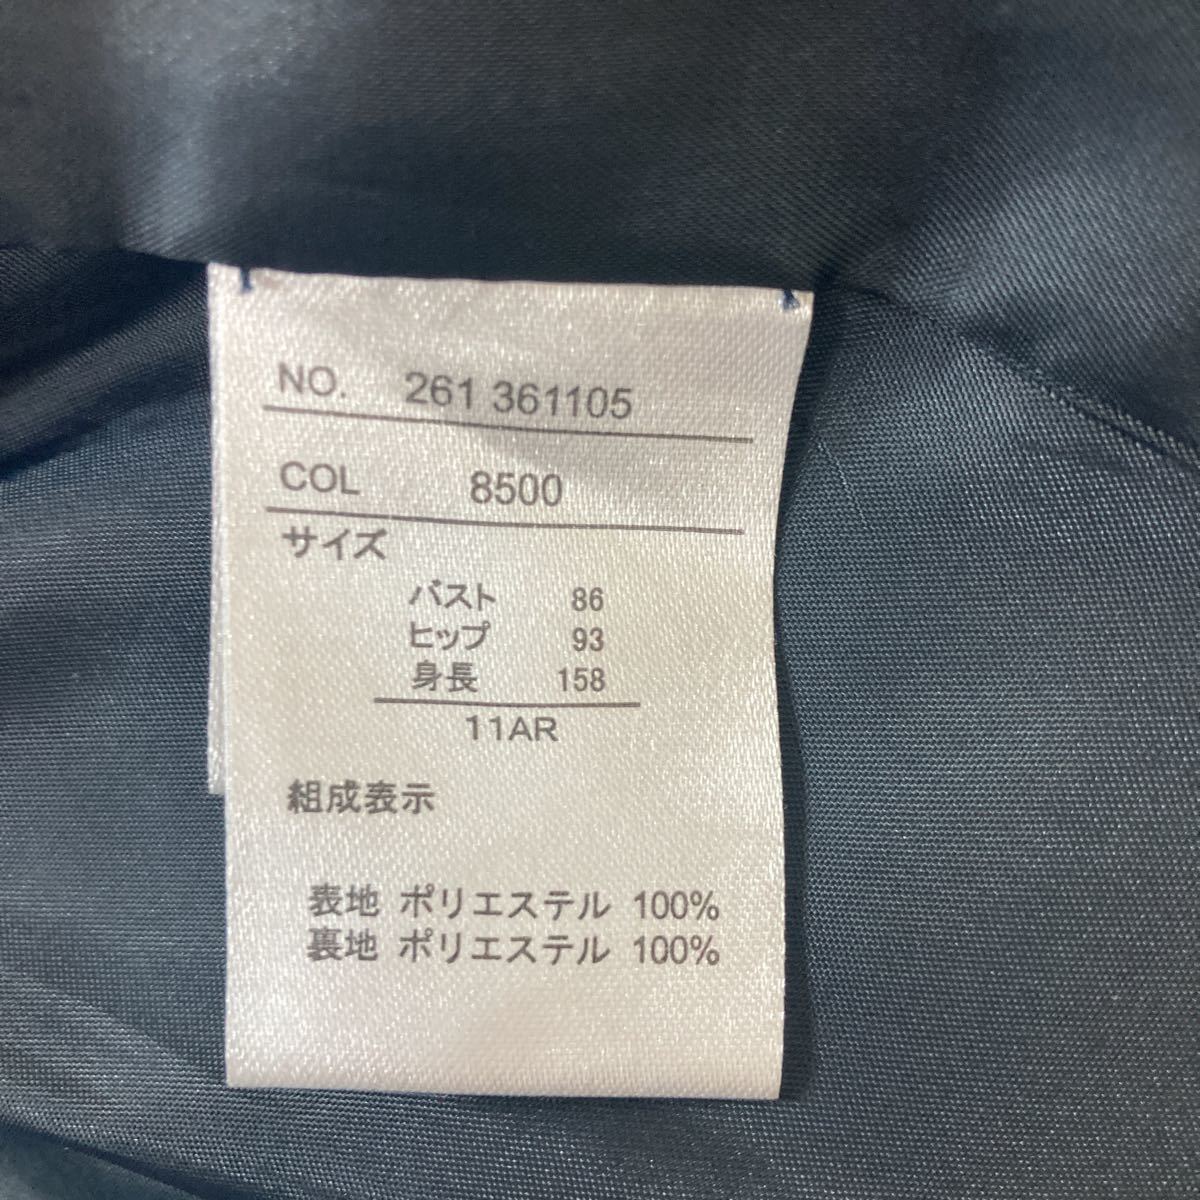 NO. 261 361105
COL 8500
サイズ
バスト 86
ヒップ 93
身長 158
11AR
組成表示
表地 ポリエステル 100%
裏地 ポリエステル 100%